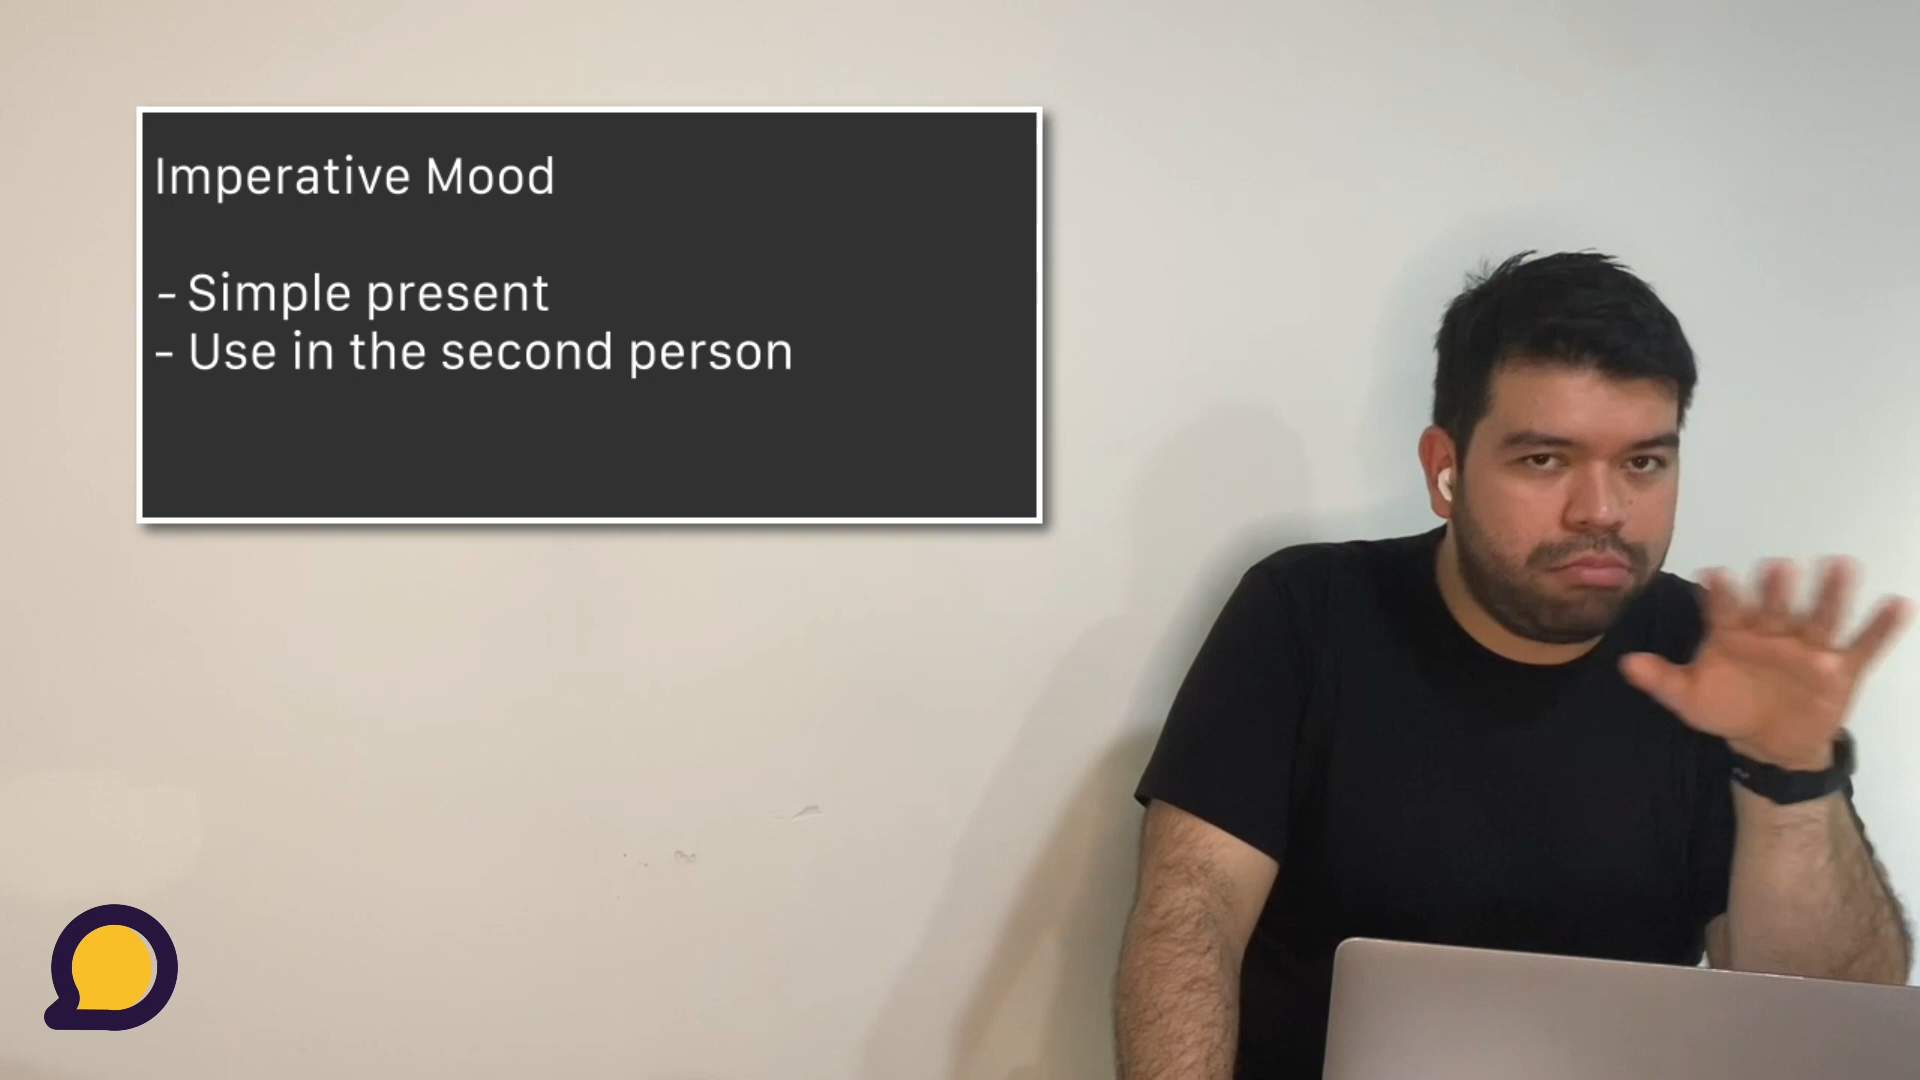 Imperative Mood
- Simple present
- Use in the second person